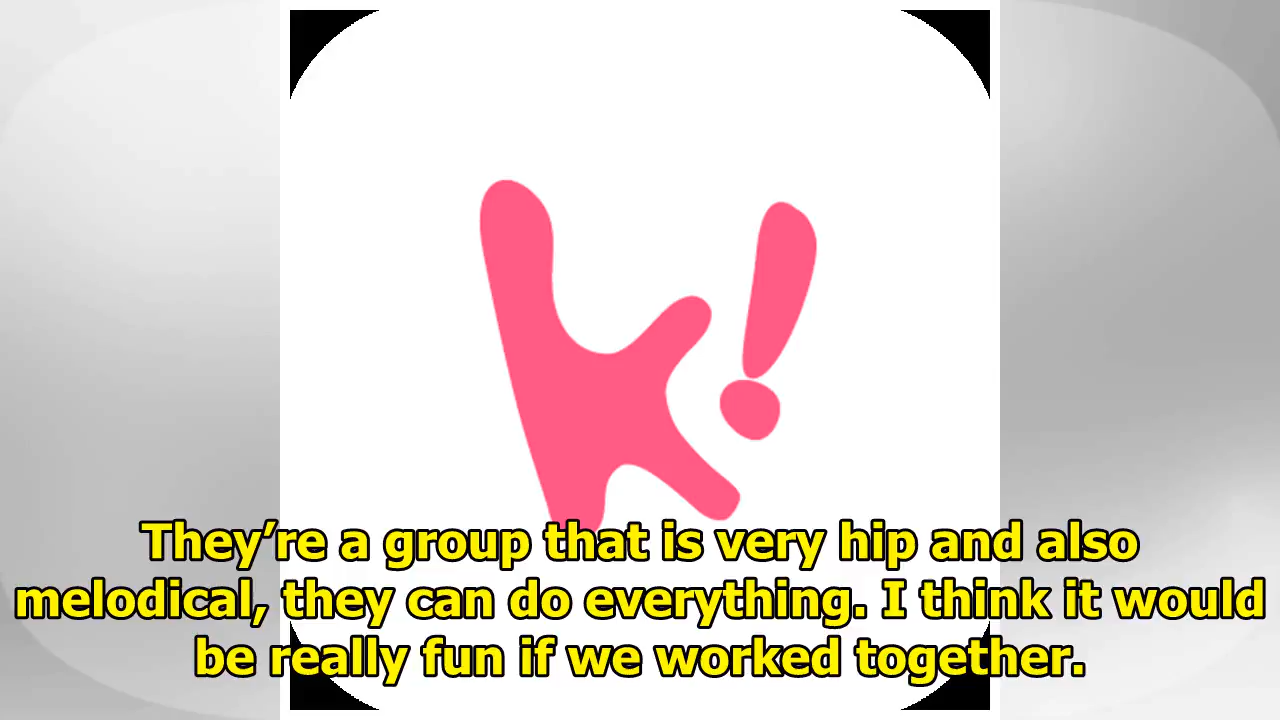 k!
They’re a group that is very hip and also
melodical, they can do everything. I think it would
be really fun if we worked together.